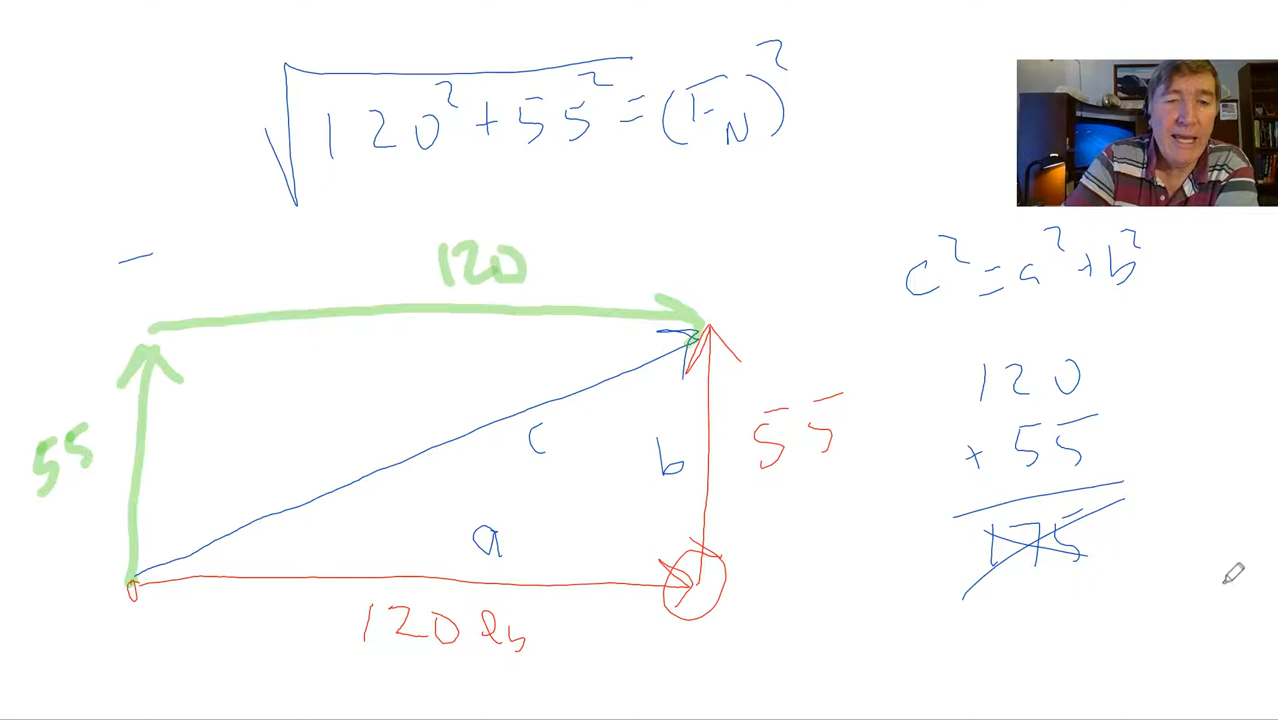 √120² + 55² = (F_N)²
120
c² = a² + b²
120
+ 55
175
55
c
b
55
a
120 lb